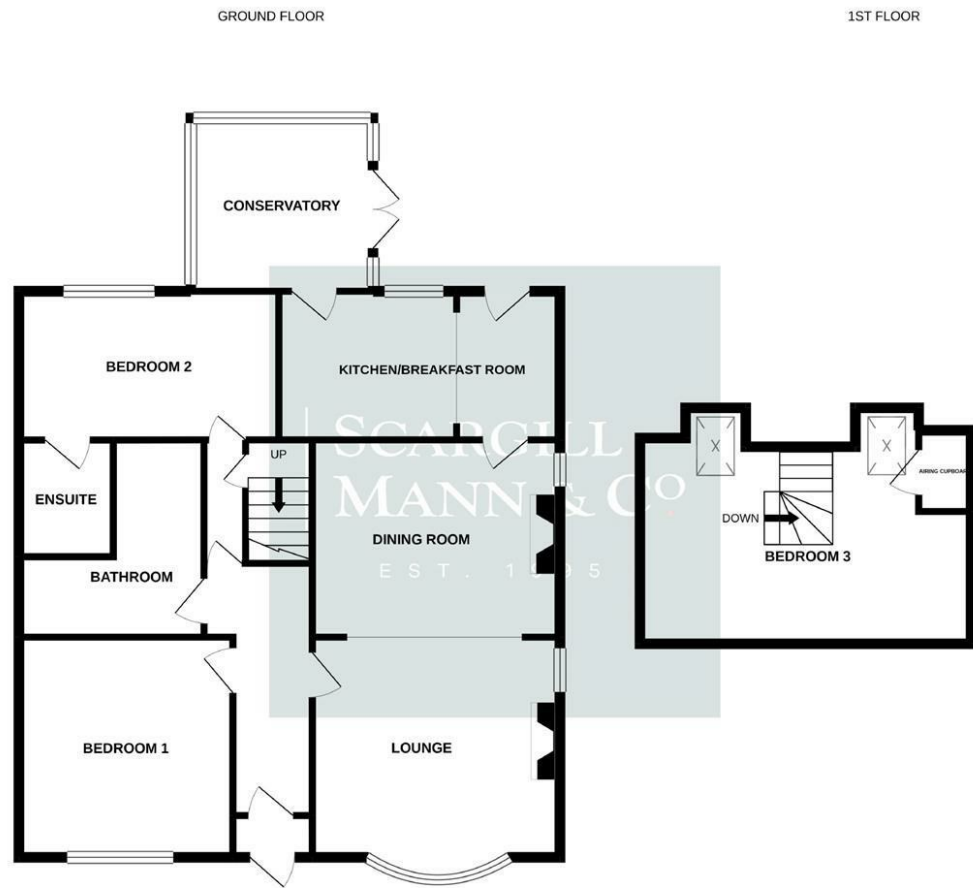 GROUND FLOOR
1ST FLOOR
CONSERVATORY
BEDROOM 2
KITCHEN/BREAKFAST ROOM
SCARGILL
MANN & CO
EST. 1995
UP
ENSUITE
DINING ROOM
BATHROOM
BEDROOM 1
LOUNGE
X
X
AIRING CUPBOARD
DOWN
BEDROOM 3